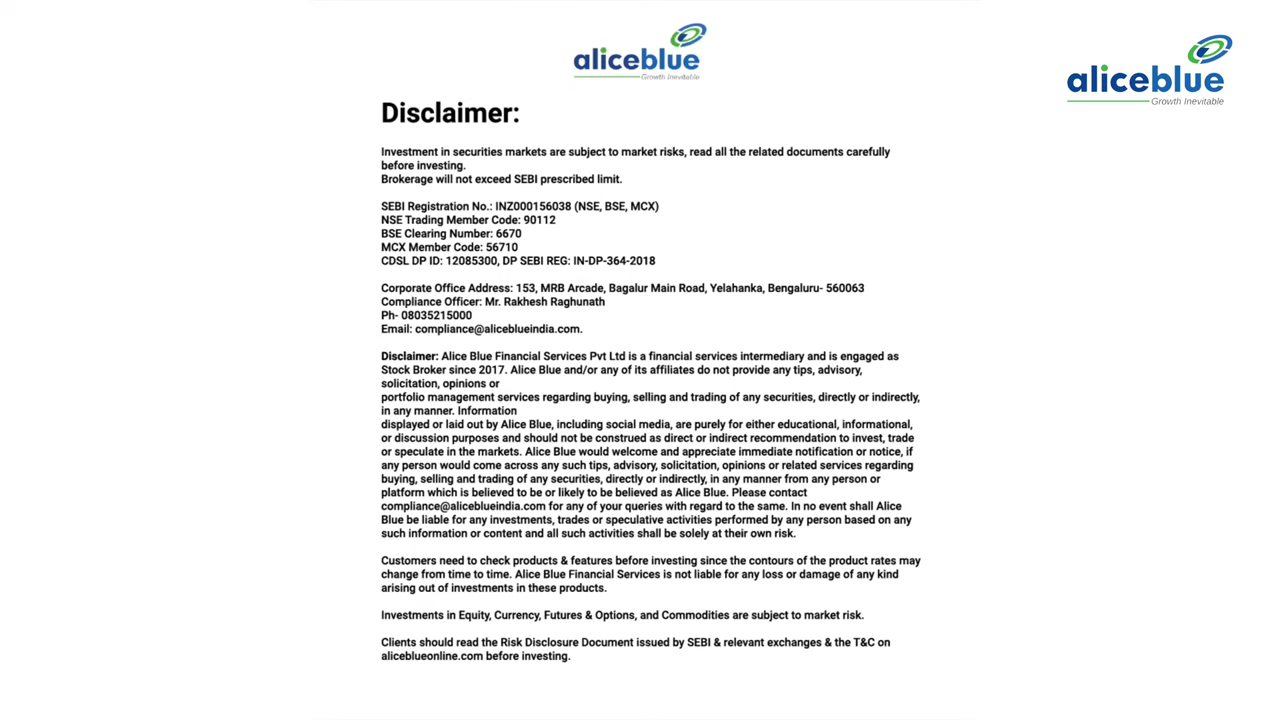 aliceblue
Growth Inevitable
aliceblue
Growth Inevitable
Disclaimer:
Investment in securities markets are subject to market risks, read all the related documents carefully
before investing.
Brokerage will not exceed SEBI prescribed limit.
SEBI Registration No.: INZ000156038 (NSE, BSE, MCX)
NSE Trading Member Code: 90112
BSE Clearing Number: 6670
MCX Member Code: 56710
CDSL DP ID: 12085300, DP SEBI REG: IN-DP-364-2018
Corporate Office Address: 153, MRB Arcade, Bagalur Main Road, Yelahanka, Bengaluru- 560063
Compliance Officer: Mr. Rakhesh Raghunath
Ph- 08035215000
Email: compliance@aliceblueindia.com.
Disclaimer: Alice Blue Financial Services Pvt Ltd is a financial services intermediary and is engaged as
Stock Broker since 2017. Alice Blue and/or any of its affiliates do not provide any tips, advisory,
solicitation, opinions or
portfolio management services regarding buying, selling and trading of any securities, directly or indirectly,
in any manner. Information
displayed or laid out by Alice Blue, including social media, are purely for either educational, informational,
or discussion purposes and should not be construed as direct or indirect recommendation to invest, trade
or speculate in the markets. Alice Blue would welcome and appreciate immediate notification or notice, if
any person would come across any such tips, advisory, solicitation, opinions or related services regarding
buying, selling and trading of any securities, directly or indirectly, in any manner from any person or
platform which is believed to be or likely to be believed as Alice Blue. Please contact
compliance@aliceblueindia.com for any of your queries with regard to the same. In no event shall Alice
Blue be liable for any investments, trades or speculative activities performed by any person based on any
such information or content and all such activities shall be solely at their own risk.
Customers need to check products & features before investing since the contours of the product rates may
change from time to time. Alice Blue Financial Services is not liable for any loss or damage of any kind
arising out of investments in these products.
Investments in Equity, Currency, Futures & Options, and Commodities are subject to market risk.
Clients should read the Risk Disclosure Document issued by SEBI & relevant exchanges & the T&C on
aliceblueonline.com before investing.